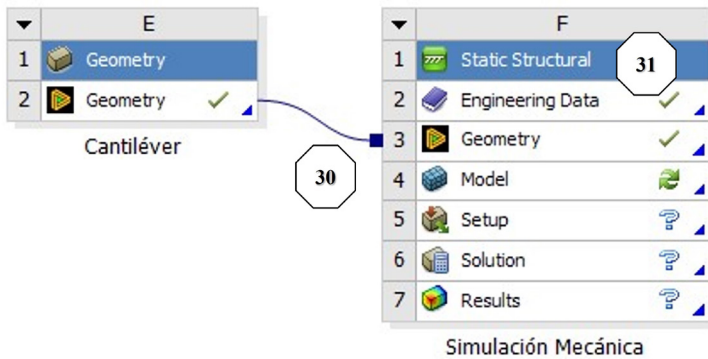 E
1 Geometry
2 Geometry
Cantiléver
30
F
1 Static Structural
31
2 Engineering Data
3 Geometry
4 Model
5 Setup
6 Solution
7 Results
Simulación Mecánica